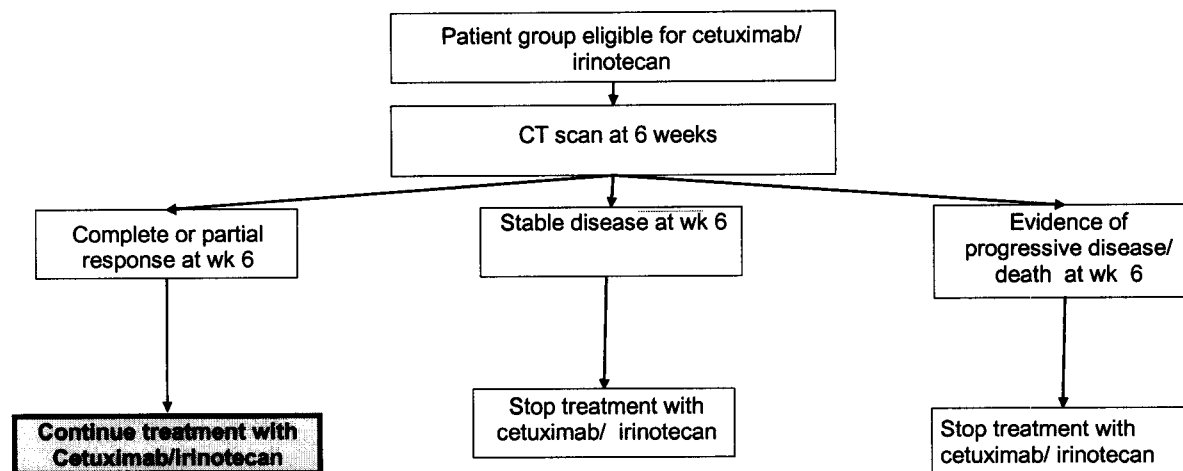 Patient group eligible for cetuximab/
irinotecan
CT scan at 6 weeks
Complete or partial
response at wk 6
Stable disease at wk 6
Evidence of
progressive disease/
death at wk 6
Continue treatment with
Cetuximab/Irinotecan
Stop treatment with
cetuximab/ irinotecan
Stop treatment with
cetuximab/ irinotecan